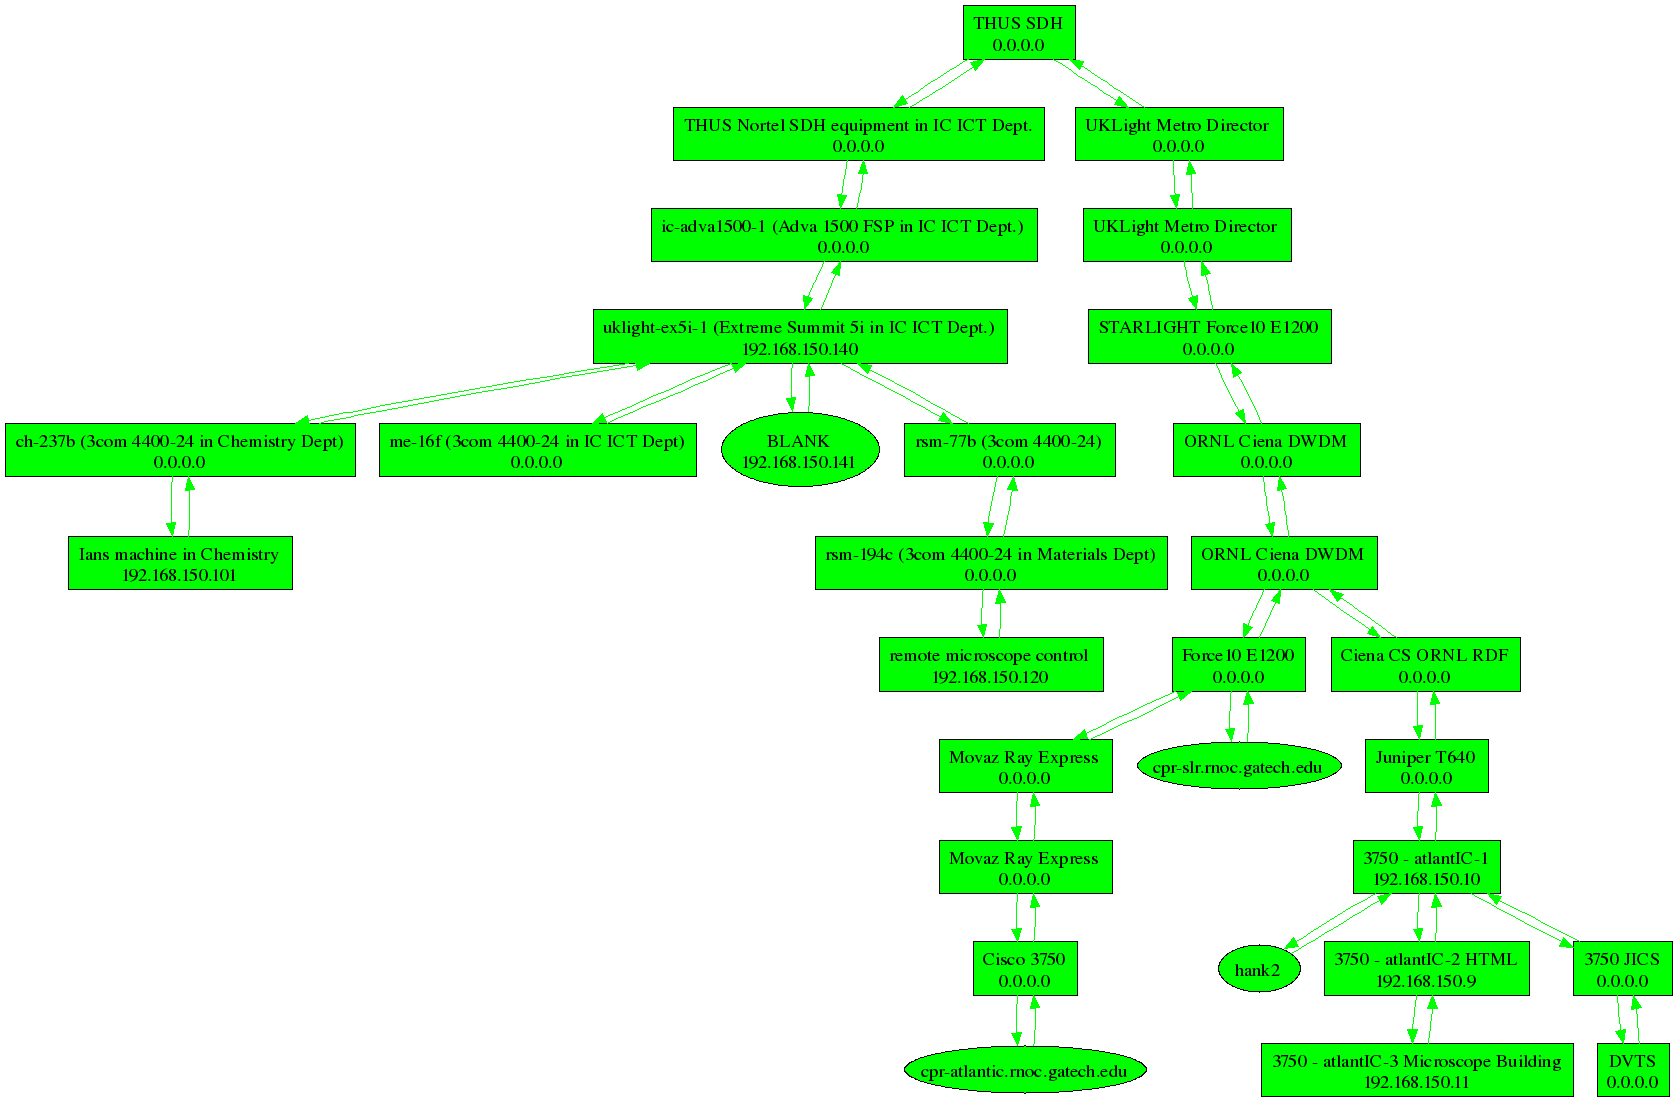 THUS SDH
0.0.0.0
THUS Nortel SDH equipment in IC ICT Dept.
0.0.0.0
UKLight Metro Director
0.0.0.0
ic-adva1500-1 (Adva 1500 FSP in IC ICT Dept.)
0.0.0.0
UKLight Metro Director
0.0.0.0
uklight-ex5i-1 (Extreme Summit 5i in IC ICT Dept.)
192.168.150.140
STARLIGHT Force10 E1200
0.0.0.0
ch-237b (3com 4400-24 in Chemistry Dept)
0.0.0.0
me-16f (3com 4400-24 in IC ICT Dept)
0.0.0.0
BLANK
192.168.150.141
rsm-77b (3com 4400-24)
0.0.0.0
ORNL Ciena DWDM
0.0.0.0
Ians machine in Chemistry
192.168.150.101
rsm-194c (3com 4400-24 in Materials Dept)
0.0.0.0
ORNL Ciena DWDM
0.0.0.0
remote microscope control
192.168.150.120
Force10 E1200
0.0.0.0
Ciena CS ORNL RDF
0.0.0.0
Movaz Ray Express
0.0.0.0
cpr-slr.rnoc.gatech.edu
Juniper T640
0.0.0.0
Movaz Ray Express
0.0.0.0
3750 - atlantIC-1
192.168.150.10
Cisco 3750
0.0.0.0
hank2
3750 - atlantIC-2 HTML
192.168.150.9
3750 JICS
0.0.0.0
cpr-atlantic.rnoc.gatech.edu
3750 - atlantIC-3 Microscope Building
192.168.150.11
DVTS
0.0.0.0